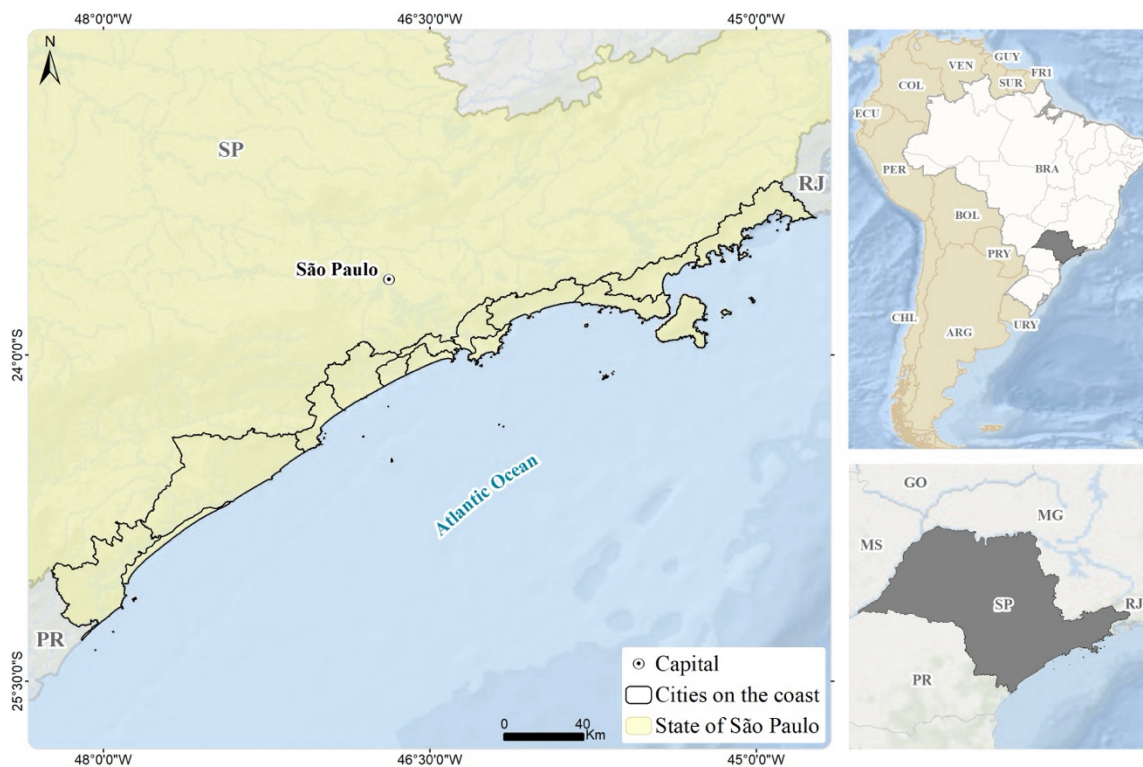 48°0'0"W
46°30'0"W
45°0'0"W
N
SP
RJ
São Paulo
24°0'0"S
Atlantic Ocean
PR
25°30'0"S
Capital
Cities on the coast
State of São Paulo
0
40
Km
48°0'0"W
46°30'0"W
45°0'0"W
GUY
VEN
FR1
COL
SUR
ECU
PER
BRA
BOL
PRY
CHL
URY
ARG
GO
MG
MS
SP
RJ
PR